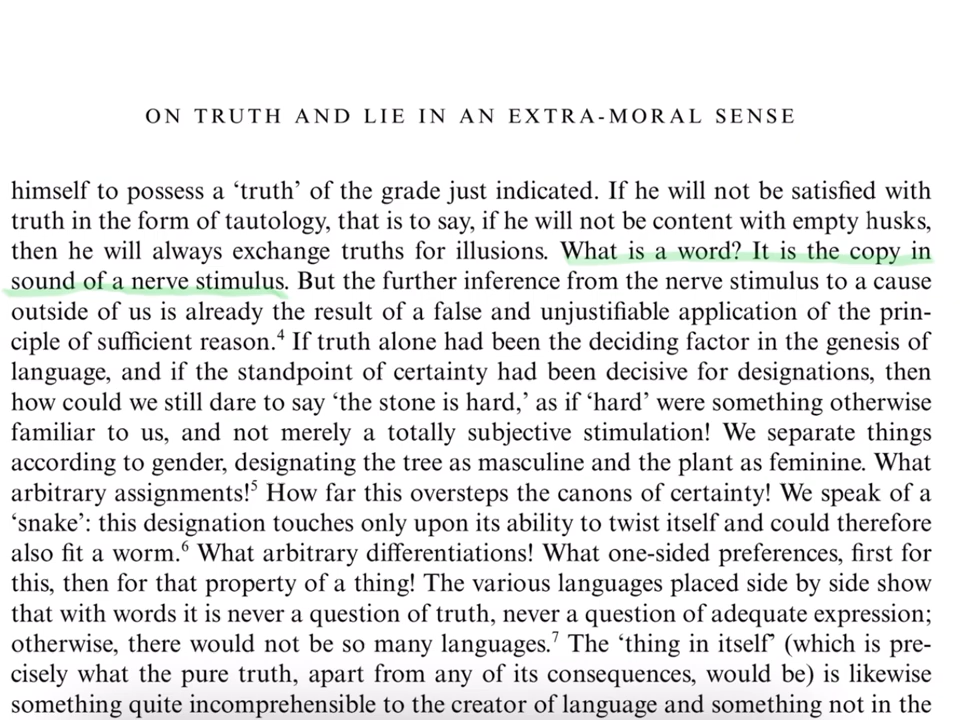 ON TRUTH AND LIE IN AN EXTRA-MORAL SENSE
himself to possess a ‘truth’ of the grade just indicated. If he will not be satisfied with
truth in the form of tautology, that is to say, if he will not be content with empty husks,
then he will always exchange truths for illusions. What is a word? It is the copy in
sound of a nerve stimulus. But the further inference from the nerve stimulus to a cause
outside of us is already the result of a false and unjustifiable application of the prin-
ciple of sufficient reason.⁴ If truth alone had been the deciding factor in the genesis of
language, and if the standpoint of certainty had been decisive for designations, then
how could we still dare to say ‘the stone is hard,’ as if ‘hard’ were something otherwise
familiar to us, and not merely a totally subjective stimulation! We separate things
according to gender, designating the tree as masculine and the plant as feminine. What
arbitrary assignments!⁵ How far this oversteps the canons of certainty! We speak of a
‘snake’: this designation touches only upon its ability to twist itself and could therefore
also fit a worm.⁶ What arbitrary differentiations! What one-sided preferences, first for
this, then for that property of a thing! The various languages placed side by side show
that with words it is never a question of truth, never a question of adequate expression;
otherwise, there would not be so many languages.⁷ The ‘thing in itself’ (which is pre-
cisely what the pure truth, apart from any of its consequences, would be) is likewise
something quite incomprehensible to the creator of language and something not in the